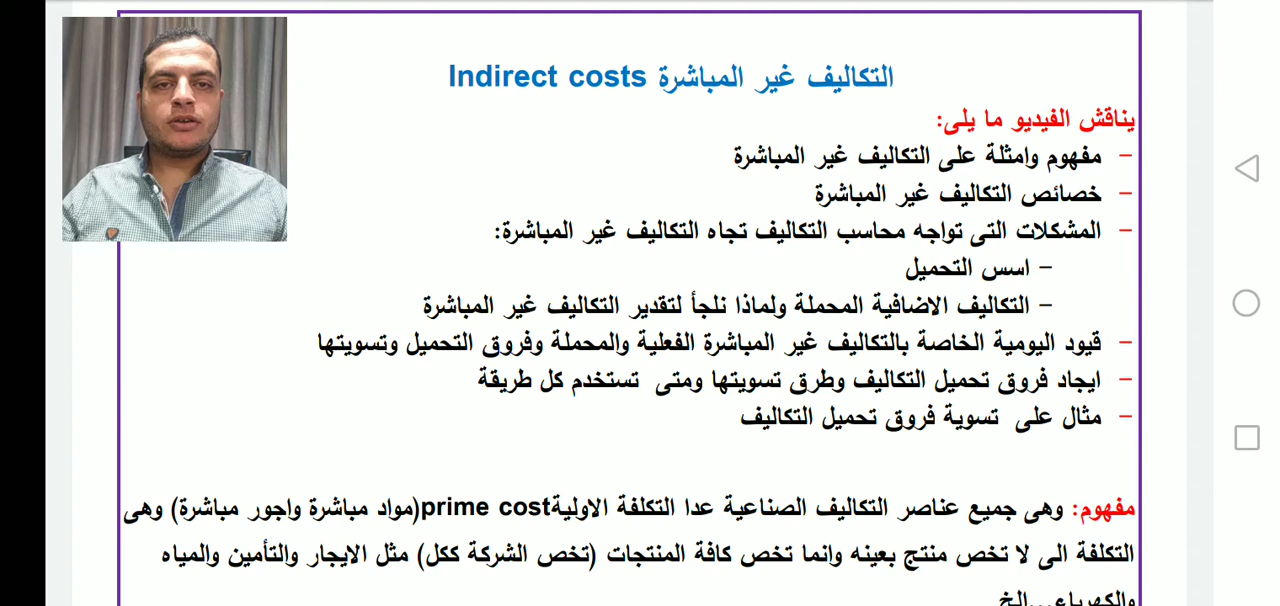 التكاليف غير المباشرة Indirect costs
يناقش الفيديو ما يلى:
- مفهوم وامثلة على التكاليف غير المباشرة
- خصائص التكاليف غير المباشرة
- المشكلات التى تواجه محاسب التكاليف تجاه التكاليف غير المباشرة:
- اسس التحميل
- التكاليف الاضافية المحملة ولماذا نلجأ لتقدير التكاليف غير المباشرة
- قيود اليومية الخاصة بالتكاليف غير المباشرة الفعلية والمحملة وفروق التحميل وتسويتها
- ايجاد فروق تحميل التكاليف وطرق تسويتها ومتى تستخدم كل طريقة
- مثال على تسوية فروق تحميل التكاليف
مفهوم: وهى جميع عناصر التكاليف الصناعية عدا التكلفة الاولية prime cost(مواد مباشرة واجور مباشرة) وهى
التكلفة الى لا تخص منتج بعينه وانما تخص كافة المنتجات (تخص الشركة ككل) مثل الايجار والتأمين والمياه
والكهرباء...الخ